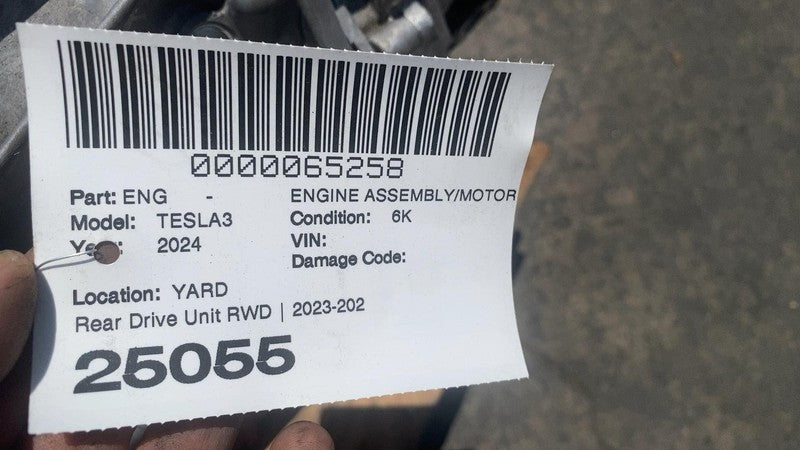 0000065258
Part: ENG - ENGINE ASSEMBLY/MOTOR
Model: TESLA3 Condition: 6K
Year: 2024 VIN:
Damage Code:
Location: YARD
Rear Drive Unit RWD | 2023-202
25055